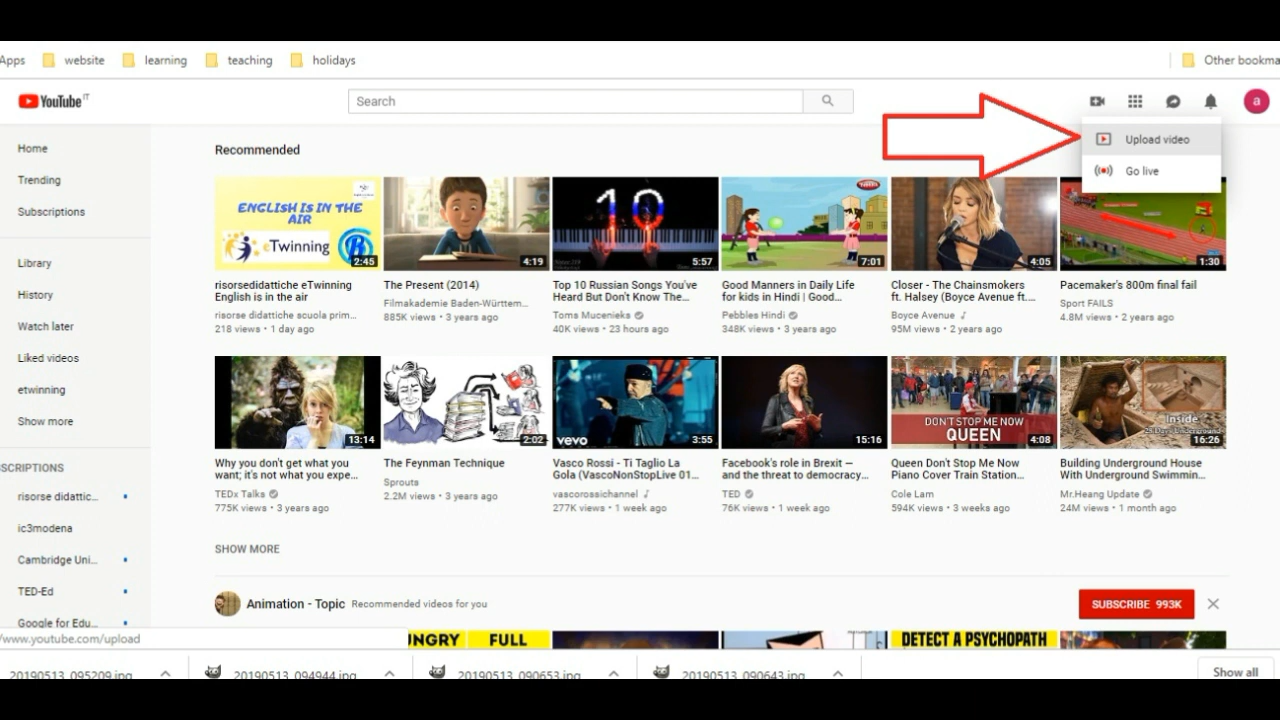 Apps website learning teaching holidays Other bookma
YouTube IT Search a
Upload video
Go live
Home
Trending
Subscriptions
Library
History
Watch later
Liked videos
etwinning
Show more
SCRIPTIONS
risorse didattic...
ic3modena
Cambridge Uni...
TED-Ed
Google for Edu...
/www.youtube.com/upload
Recommended
ENGLISH IS IN THE
AIR
eTwinning
2:45
risorsedidattiche eTwinning
English is in the air
risorse didattiche scuola prim...
218 views • 1 day ago
4:19
The Present (2014)
Filmakademie Baden-Württem...
885K views • 3 years ago
10
5:57
Top 10 Russian Songs You've
Heard But Don't Know The...
Toms Mucenieks
40K views • 23 hours ago
7:01
Good Manners in Daily Life
for kids in Hindi | Good...
Pebbles Hindi
348K views • 3 years ago
4:05
Closer - The Chainsmokers
ft. Halsey (Boyce Avenue ft....
Boyce Avenue
95M views • 2 years ago
1:30
Pacemaker's 800m final fail
Sport FAILS
4.8M views • 2 years ago
13:14
Why you don't get what you
want; it's not what you expe...
TEDx Talks
775K views • 3 years ago
2:02
The Feynman Technique
Sprouts
2.2M views • 3 years ago
vevo
3:55
Vasco Rossi - Ti Taglio La
Gola (VascoNonStopLive 01...
vascorossichannel
277K views • 1 week ago
15:16
Facebook's role in Brexit —
and the threat to democracy...
TED
76K views • 1 week ago
DON'T STOP ME NOW
QUEEN
4:08
Queen Don't Stop Me Now
Piano Cover Train Station...
Cole Lam
594K views • 3 weeks ago
Inside
16:26
Building Underground House
With Underground Swimmin...
Mr.Heang Update
24M views • 1 month ago
SHOW MORE
Animation - Topic Recommended videos for you
SUBSCRIBE 993K
UNGRY FULL
DETECT A PSYCHOPATH
20190513_095209.jpg 20190513_094944.jpg 20190513_090653.jpg 20190513_090643.jpg Show all